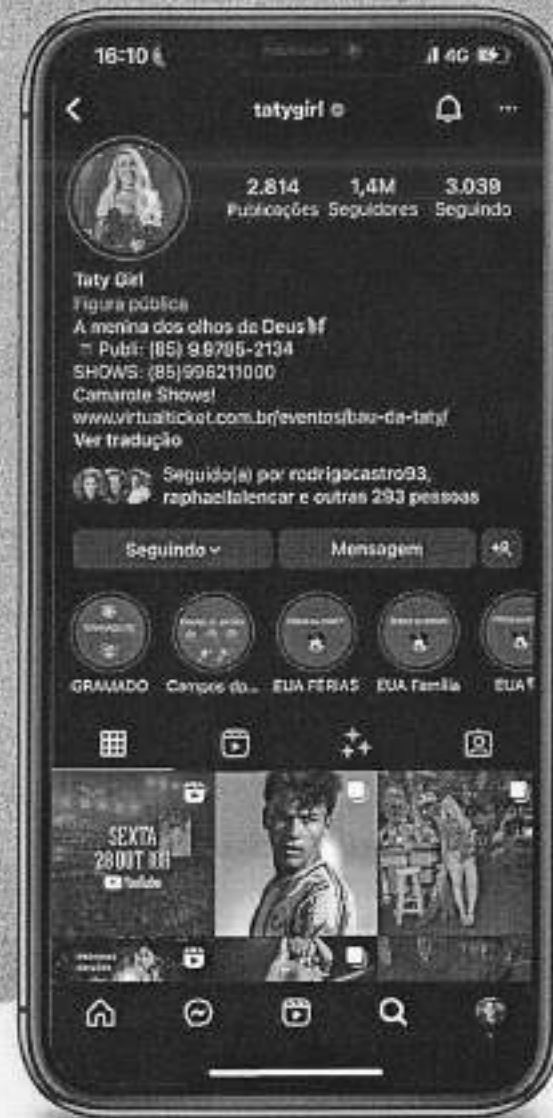 16:10
4G
tatygirl
2.814 1,4M 3.039
Publicações Seguidores Seguindo
Taty Girl
Figura pública
A menina dos olhos de Deus
Publi: (85) 9.9795-2134
SHOWS: (85)996211000
Camarote Shows!
www.virtualticket.com.br/eventos/bau-da-taty/
Ver tradução
Seguido(a) por rodrigocastro93,
raphaellalencar e outras 293 pessoas
Seguindo Mensagem
GRAMADO Campos do... EUA FÉRIAS EUA Família EUA
SEXTA
28OUT
YouTube